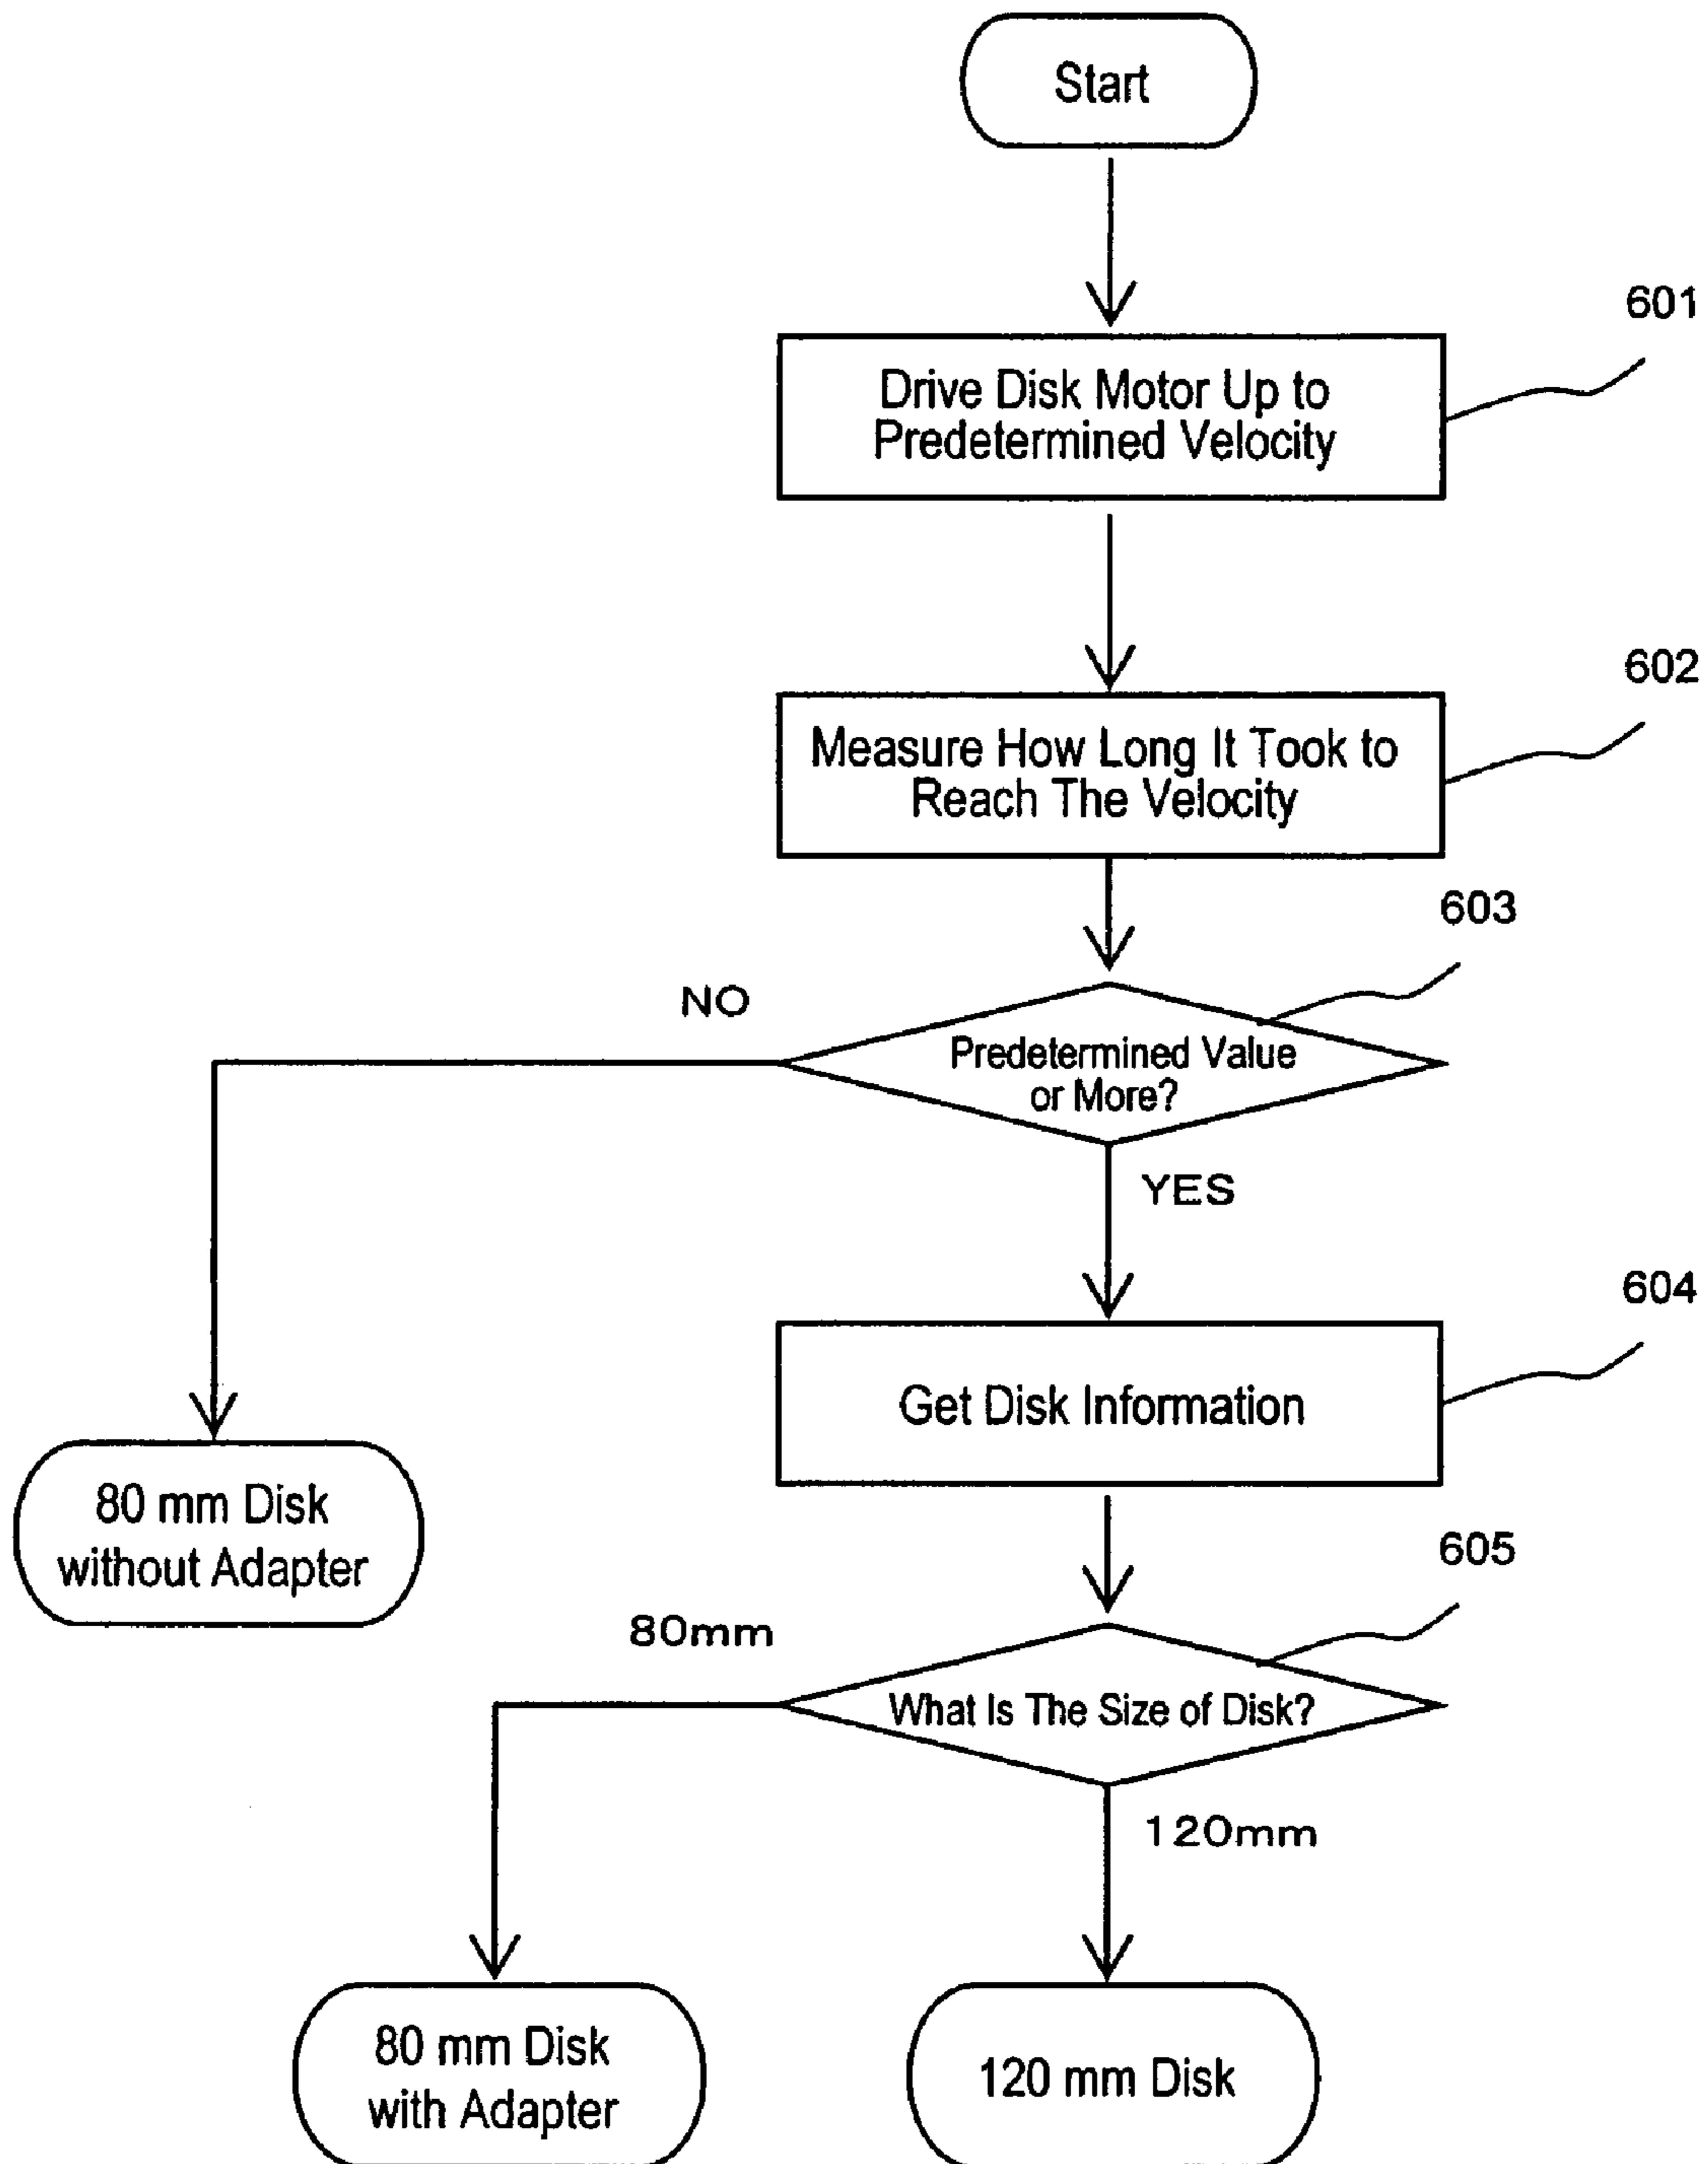 Start
601
Drive Disk Motor Up to
Predetermined Velocity
602
Measure How Long It Took to
Reach The Velocity
603
NO
Predetermined Value
or More?
YES
604
Get Disk Information
80 mm Disk
without Adapter
605
80mm
What Is The Size of Disk?
120mm
80 mm Disk
with Adapter
120 mm Disk